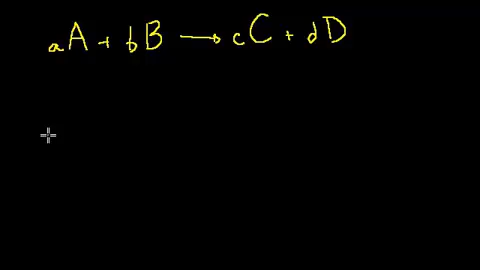 aA + bB → cC + dD